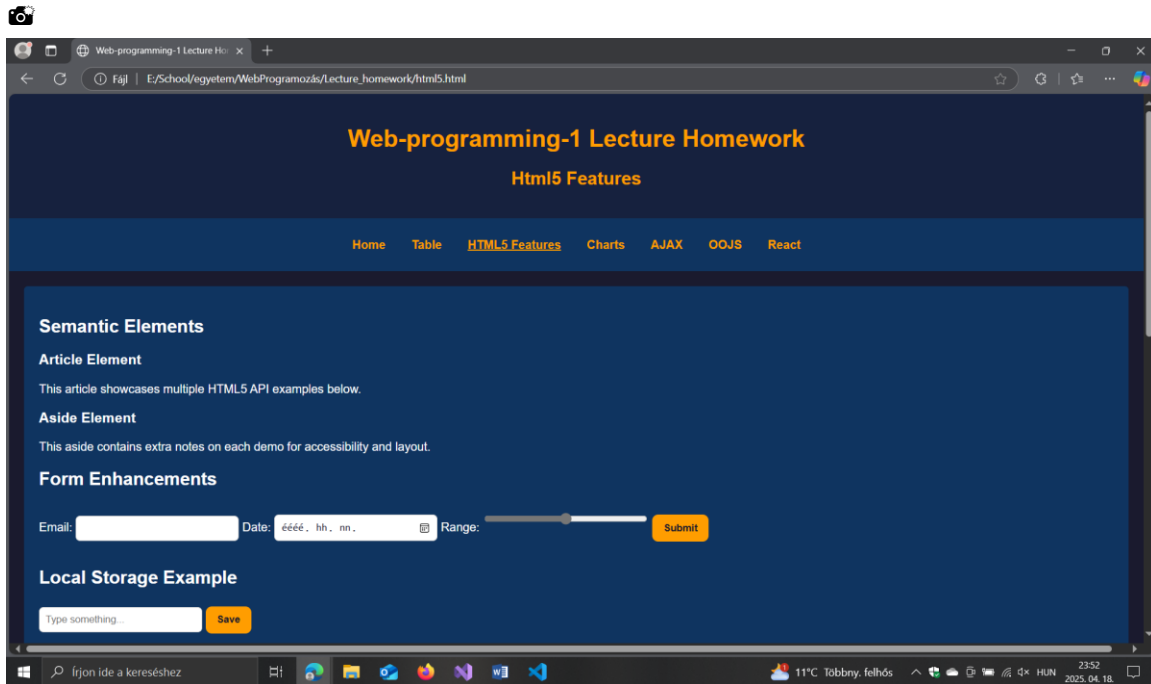 Web-programming-1 Lecture Ho
Fájl | E:/School/egyetem/WebProgramozás/Lecture_homework/html5.html
Web-programming-1 Lecture Homework
Html5 Features
Home Table HTML5 Features Charts AJAX OOJS React
Semantic Elements
Article Element
This article showcases multiple HTML5 API examples below.
Aside Element
This aside contains extra notes on each demo for accessibility and layout.
Form Enhancements
Email: Date: éééé. hh. nn. Range: Submit
Local Storage Example
Type something... Save
Írjon ide a kereséshez 11°C Többny. felhős HUN 23:52
2025. 04. 18.